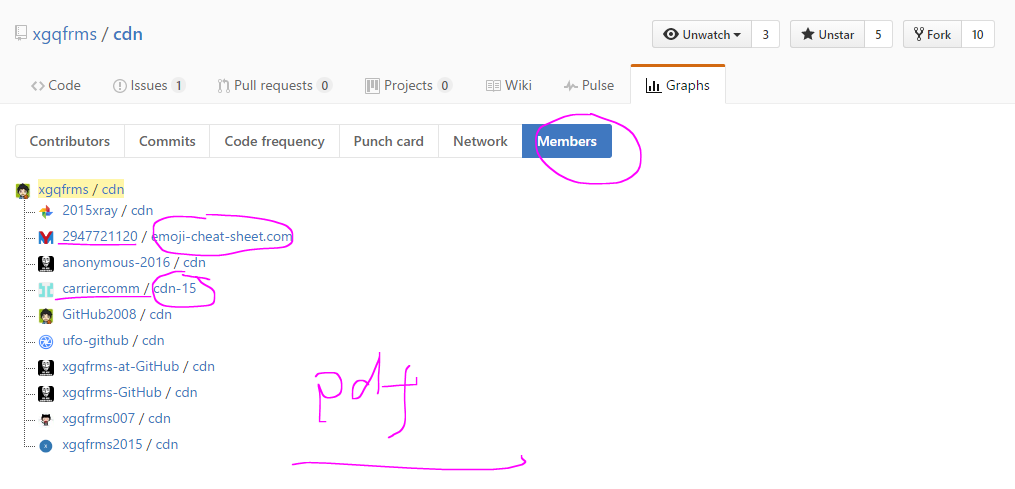 xgqfrms / cdn
Unwatch 3 Unstar 5 Fork 10
Code Issues 1 Pull requests 0 Projects 0 Wiki Pulse Graphs
Contributors Commits Code frequency Punch card Network Members
xgqfrms / cdn
2015xray / cdn
2947721120 / emoji-cheat-sheet.com
anonymous-2016 / cdn
carriercomm / cdn-15
GitHub2008 / cdn
ufo-github / cdn
xgqfrms-at-GitHub / cdn
xgqfrms-GitHub / cdn
xgqfrms007 / cdn
xgqfrms2015 / cdn
pdf